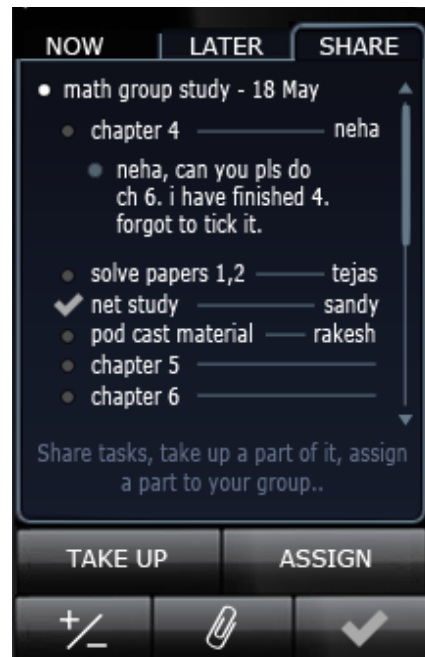 NOW LATER SHARE
math group study - 18 May
chapter 4 neha
neha, can you pls do
ch 6. i have finished 4.
forgot to tick it.
solve papers 1,2 tejas
net study sandy
pod cast material rakesh
chapter 5
chapter 6
Share tasks, take up a part of it, assign
a part to your group..
TAKE UP ASSIGN
+/-